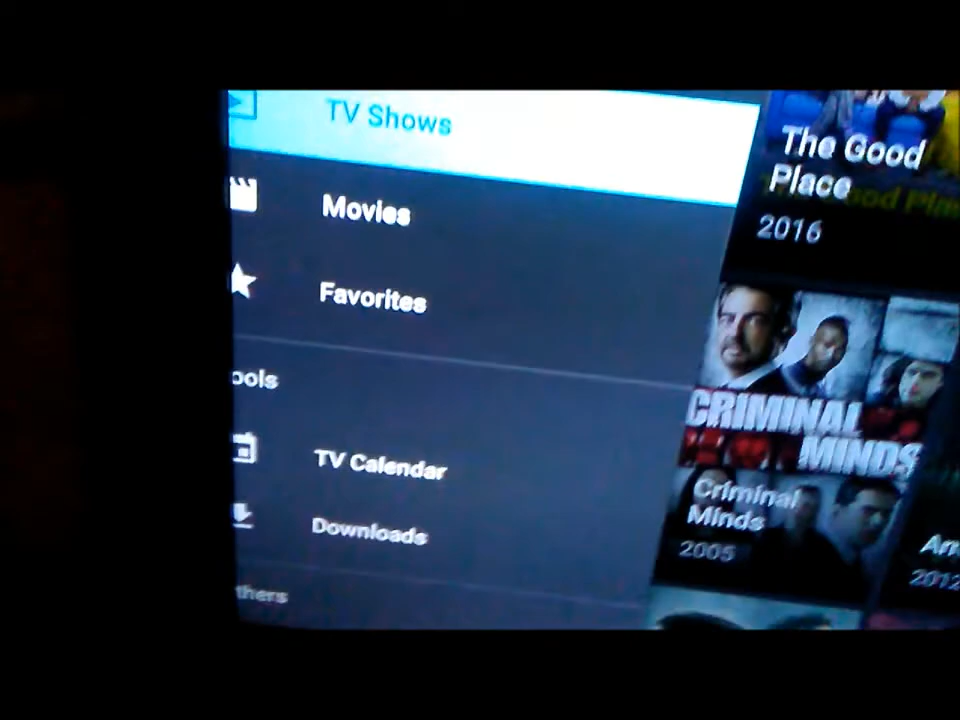 TV Shows
Movies
Favorites
ools
TV Calendar
Downloads
thers
The Good
Place
2016
CRIMINAL
MINDS
Criminal
Minds
2005
2012